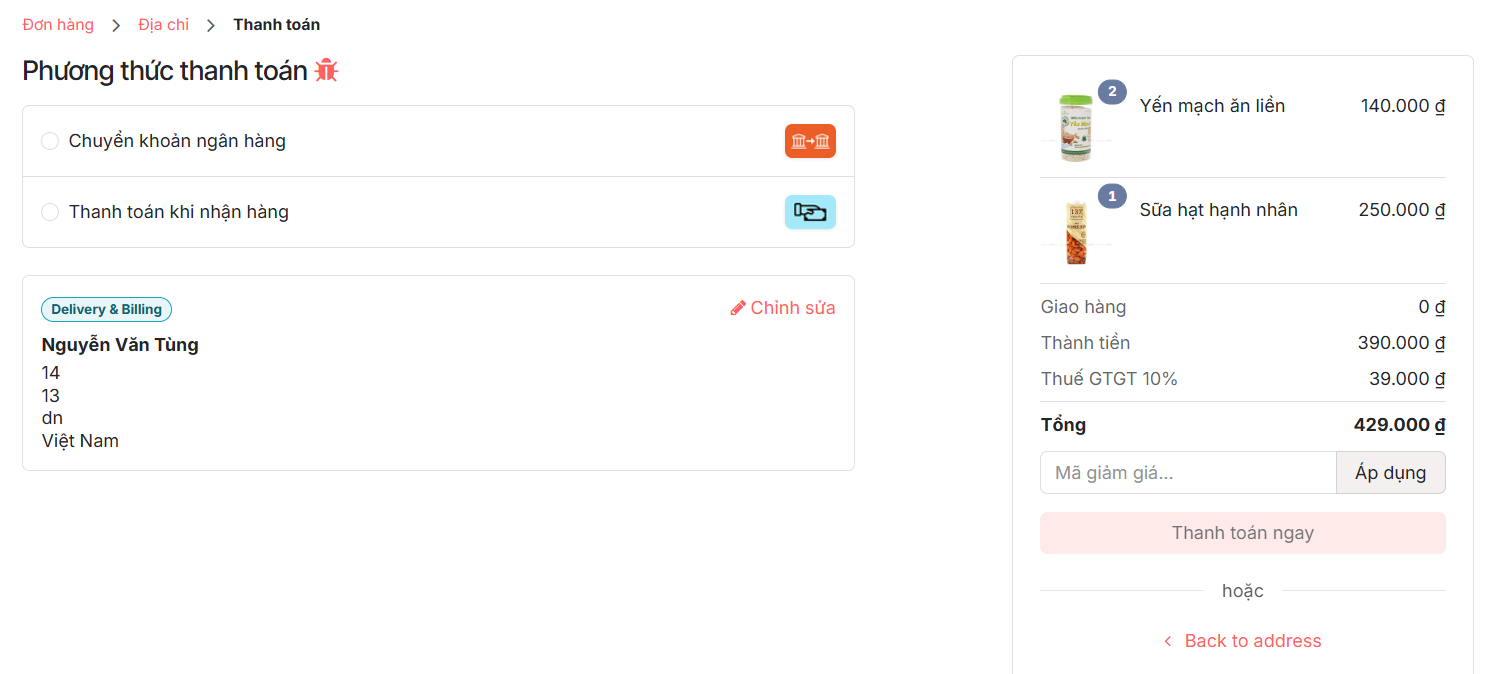 Đơn hàng > Địa chỉ > Thanh toán
Phương thức thanh toán
Chuyển khoản ngân hàng
Thanh toán khi nhận hàng
Delivery & Billing
Chỉnh sửa
Nguyễn Văn Tùng
14
13
dn
Việt Nam
2 Yến mạch ăn liền 140.000 ₫
1 Sữa hạt hạnh nhân 250.000 ₫
137
Giao hàng 0 ₫
Thành tiền 390.000 ₫
Thuế GTGT 10% 39.000 ₫
Tổng 429.000 ₫
Mã giảm giá... Áp dụng
Thanh toán ngay
hoặc
Back to address